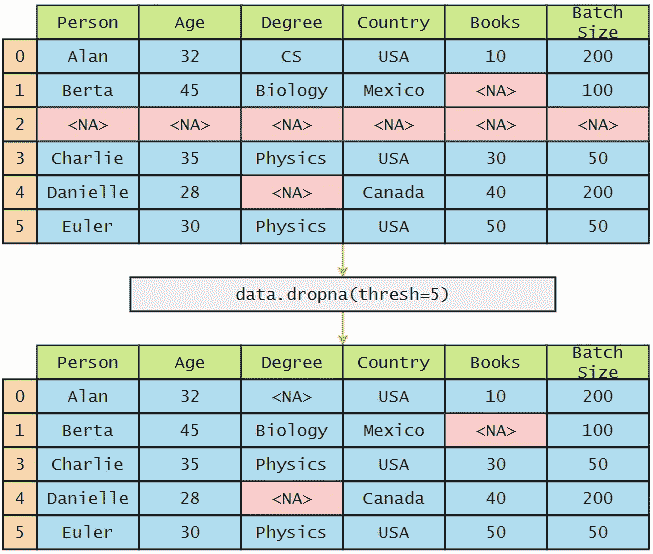 Person Age Degree Country Books Batch Size
0 Alan 32 CS USA 10 200
1 Berta 45 Biology Mexico <NA> 100
2 <NA> <NA> <NA> <NA> <NA> <NA>
3 Charlie 35 Physics USA 30 50
4 Danielle 28 <NA> Canada 40 200
5 Euler 30 Physics USA 50 50
data.dropna(thresh=5)
Person Age Degree Country Books Batch Size
0 Alan 32 <NA> USA 10 200
1 Berta 45 Biology Mexico <NA> 100
3 Charlie 35 Physics USA 30 50
4 Danielle 28 <NA> Canada 40 200
5 Euler 30 Physics USA 50 50